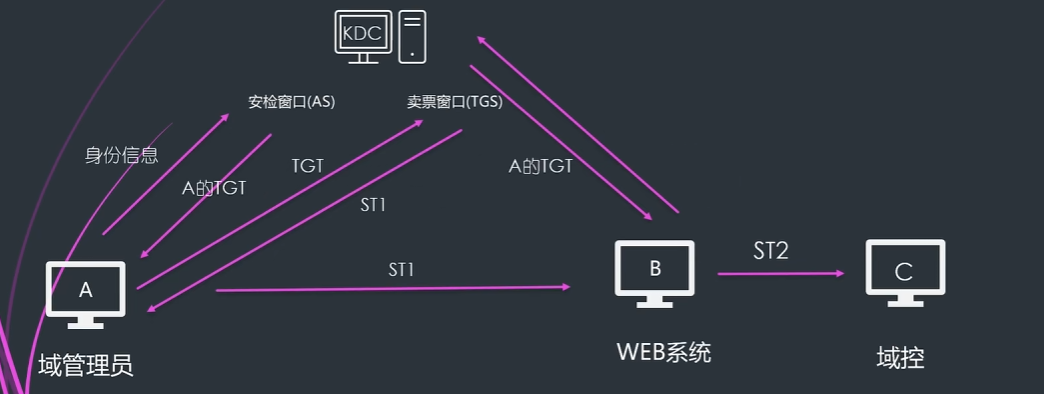 KDC
安检窗口(AS)
卖票窗口(TGS)
身份信息
A的TGT
TGT
ST1
A的TGT
ST1
ST2
A
B
C
域管理员
WEB系统
域控